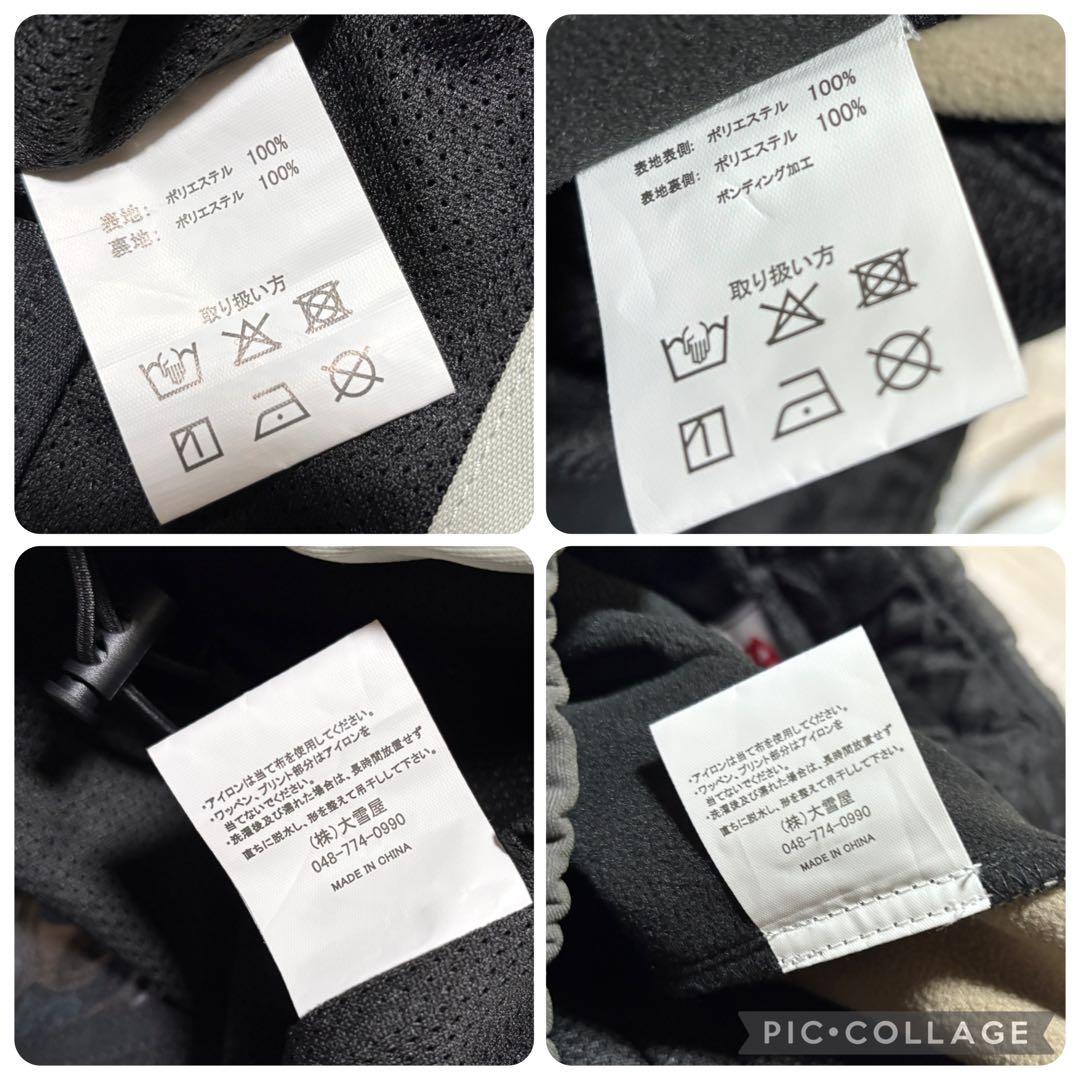 表地: ポリエステル 100%
裏地: ポリエステル 100%
取り扱い方
表地表側: ポリエステル 100%
表地裏側: ポリエステル 100%
ボンディング加工
取り扱い方
・アイロンは当て布を使用してください。
・ワッペン、プリント部分はアイロンを
当てないでください。
・洗濯後及び濡れた場合は、長時間放置せず
直ちに脱水し、形を整えて吊干しして下さい。
(株)大雪屋
048-774-0990
MADE IN CHINA
・アイロンは当て布を使用してください。
・ワッペン、プリント部分はアイロンを
当てないでください。
・洗濯後及び濡れた場合は、長時間放置せず
直ちに脱水し、形を整えて吊干しして下さい。
(株)大雪屋
048-774-0990
MADE IN CHINA
PIC•COLLAGE